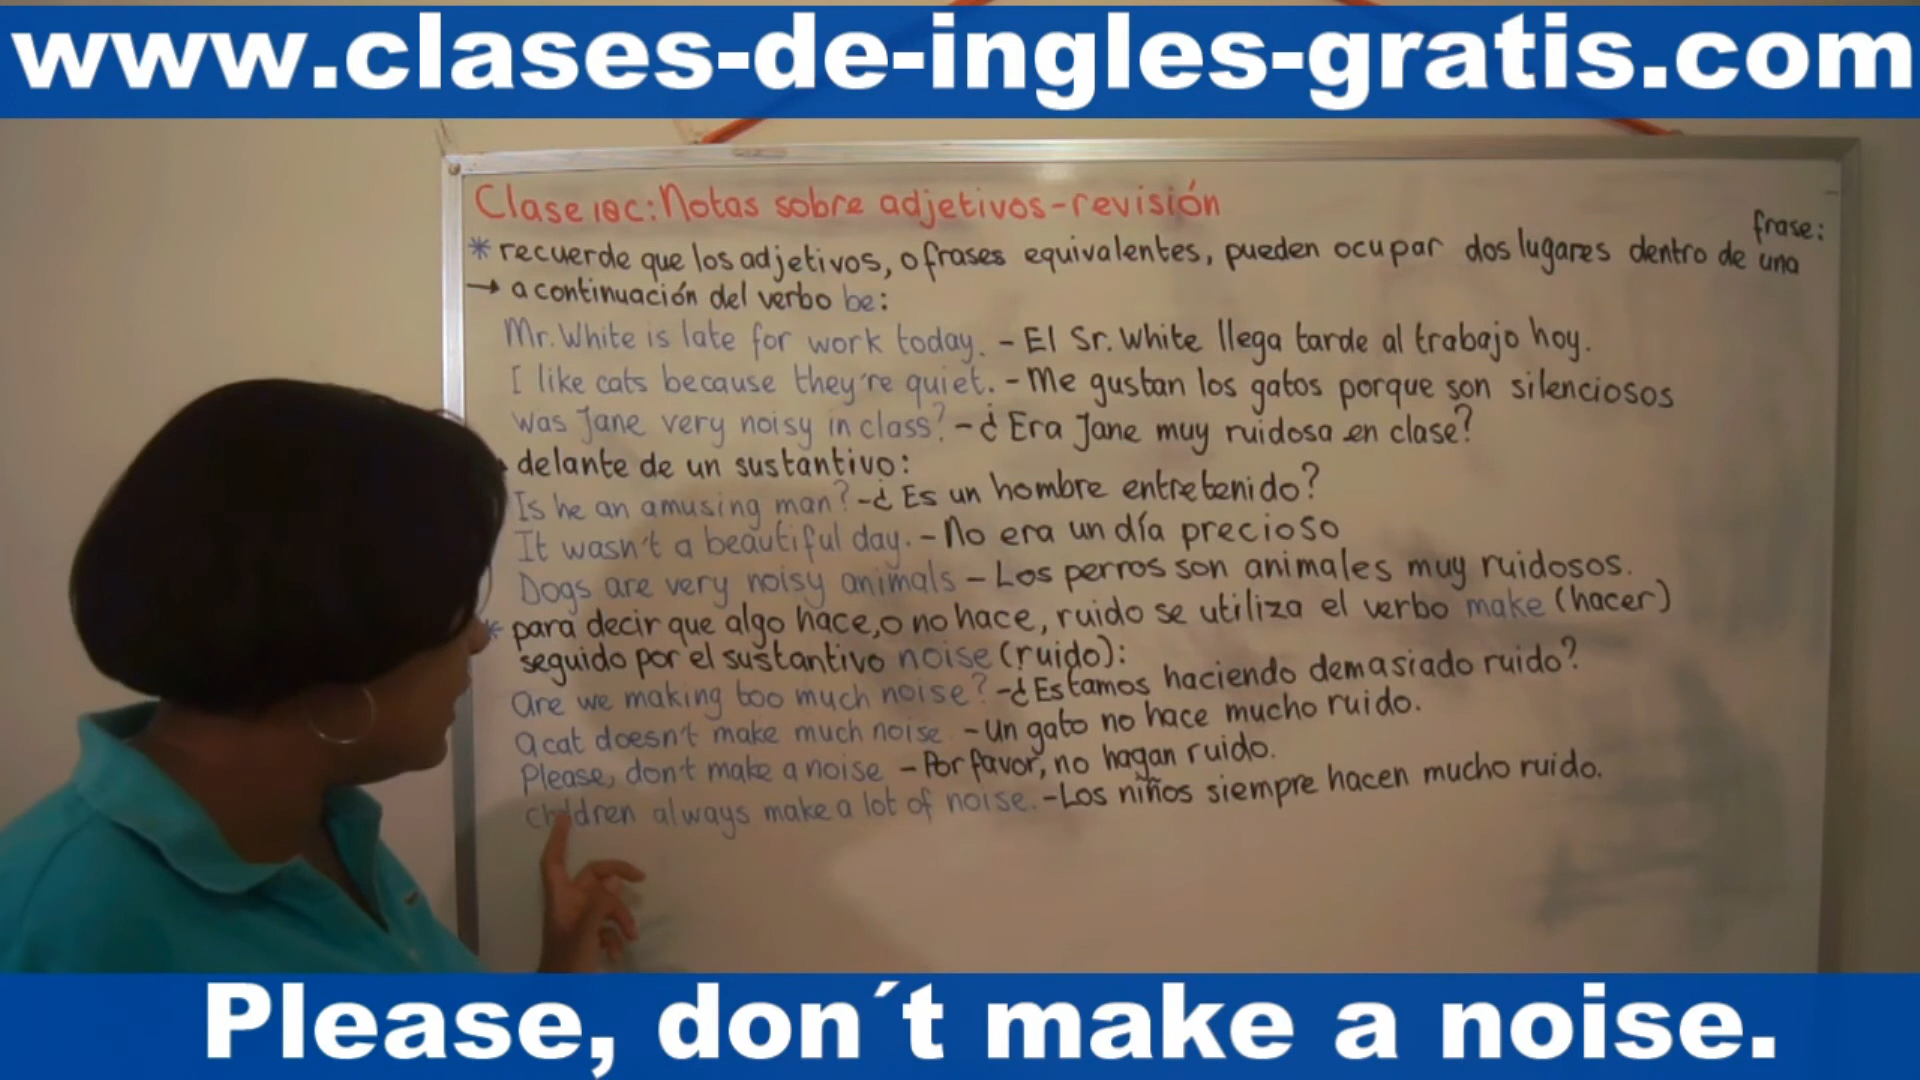 www.clases-de-ingles-gratis.com
Clase 18c: Notas sobre adjetivos-revisión
* recuerde que los adjetivos, o frases equivalentes, pueden ocupar dos lugares dentro de una frase:
→ a continuación del verbo be:
Mr. White is late for work today. - El Sr. White llega tarde al trabajo hoy.
I like cats because they're quiet. - Me gustan los gatos porque son silenciosos
Was Jane very noisy in class? - ¿Era Jane muy ruidosa en clase?
delante de un sustantivo:
Is he an amusing man? - ¿Es un hombre entretenido?
It wasn't a beautiful day. - No era un día precioso
Dogs are very noisy animals - Los perros son animales muy ruidosos.
* para decir que algo hace, o no hace, ruido se utiliza el verbo make (hacer)
seguido por el sustantivo noise (ruido):
Are we making too much noise? - ¿Estamos haciendo demasiado ruido?
A cat doesn't make much noise - Un gato no hace mucho ruido.
Please, don't make a noise - Por favor, no hagan ruido.
Children always make a lot of noise. - Los niños siempre hacen mucho ruido.
Please, don´t make a noise.